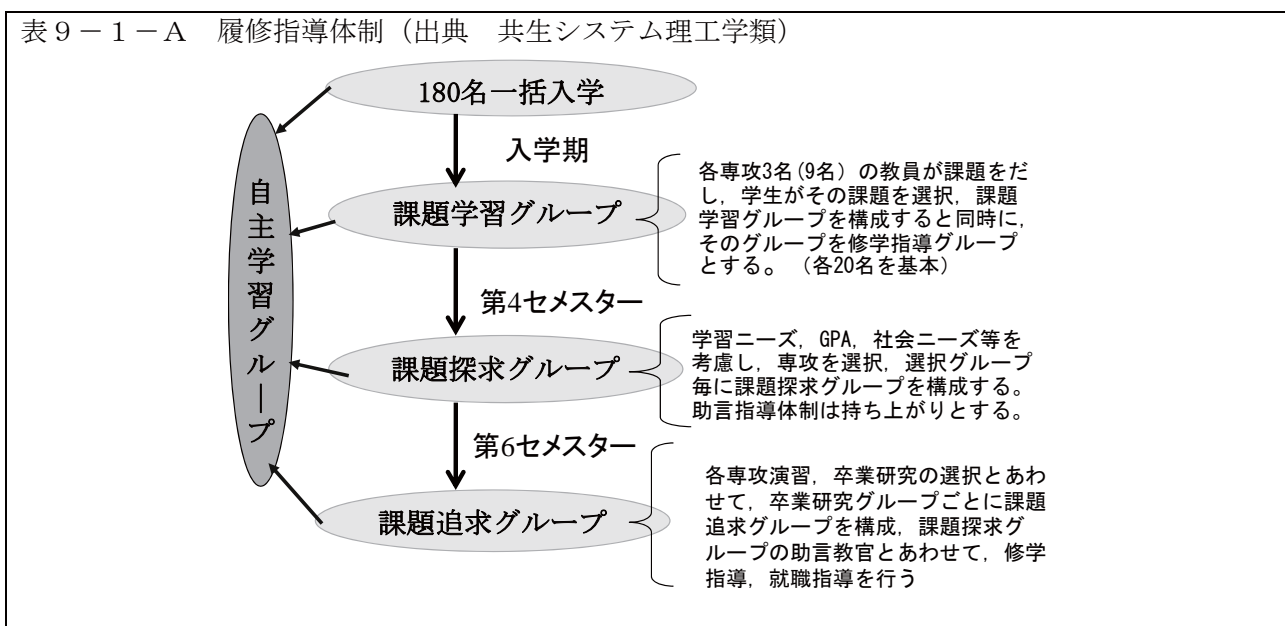 表９－１－Ａ　履修指導体制（出典　共生システム理工学類）
180名一括入学
入学期
自主学習グループ
課題学習グループ
各専攻3名(9名）の教員が課題をだ
し，学生がその課題を選択，課題
学習グループを構成すると同時に，
そのグループを修学指導グループ
とする。（各20名を基本）
第4セメスター
課題探求グループ
学習ニーズ，GPA，社会ニーズ等を
考慮し，専攻を選択，選択グループ
毎に課題探求グループを構成する。
助言指導体制は持ち上がりとする。
第6セメスター
課題追求グループ
各専攻演習，卒業研究の選択とあわ
せて，卒業研究グループごとに課題
追求グループを構成，課題探求グ
ループの助言教官とあわせて，修学
指導，就職指導を行う